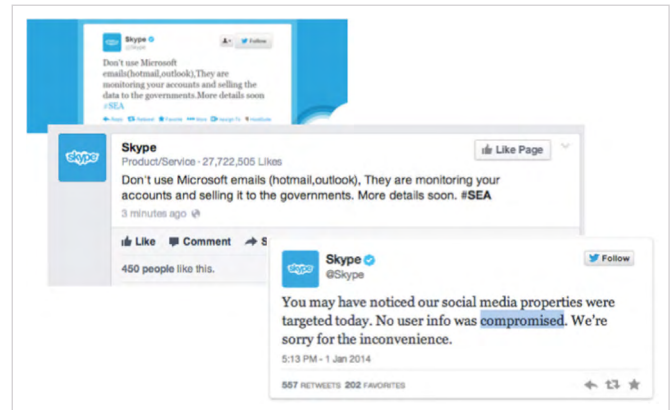 Skype
@Skype
Follow
Don't use Microsoft
emails(hotmail,outlook),They are
monitoring your accounts and selling the
data to the governments.More details soon
#SEA
skype
Skype
Product/Service · 27,722,505 Likes
Like Page
Don't use Microsoft emails (hotmail,outlook), They are monitoring your
accounts and selling it to the governments. More details soon. #SEA
3 minutes ago
Like Comment S
450 people like this.
skype
Skype
@Skype
Follow
You may have noticed our social media properties were
targeted today. No user info was compromised. We're
sorry for the inconvenience.
5:13 PM - 1 Jan 2014
557 RETWEETS 202 FAVORITES